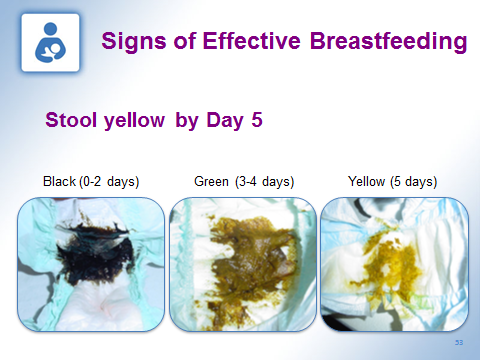 Signs of Effective Breastfeeding
Stool yellow by Day 5
Black (0-2 days)
Green (3-4 days)
Yellow (5 days)
53